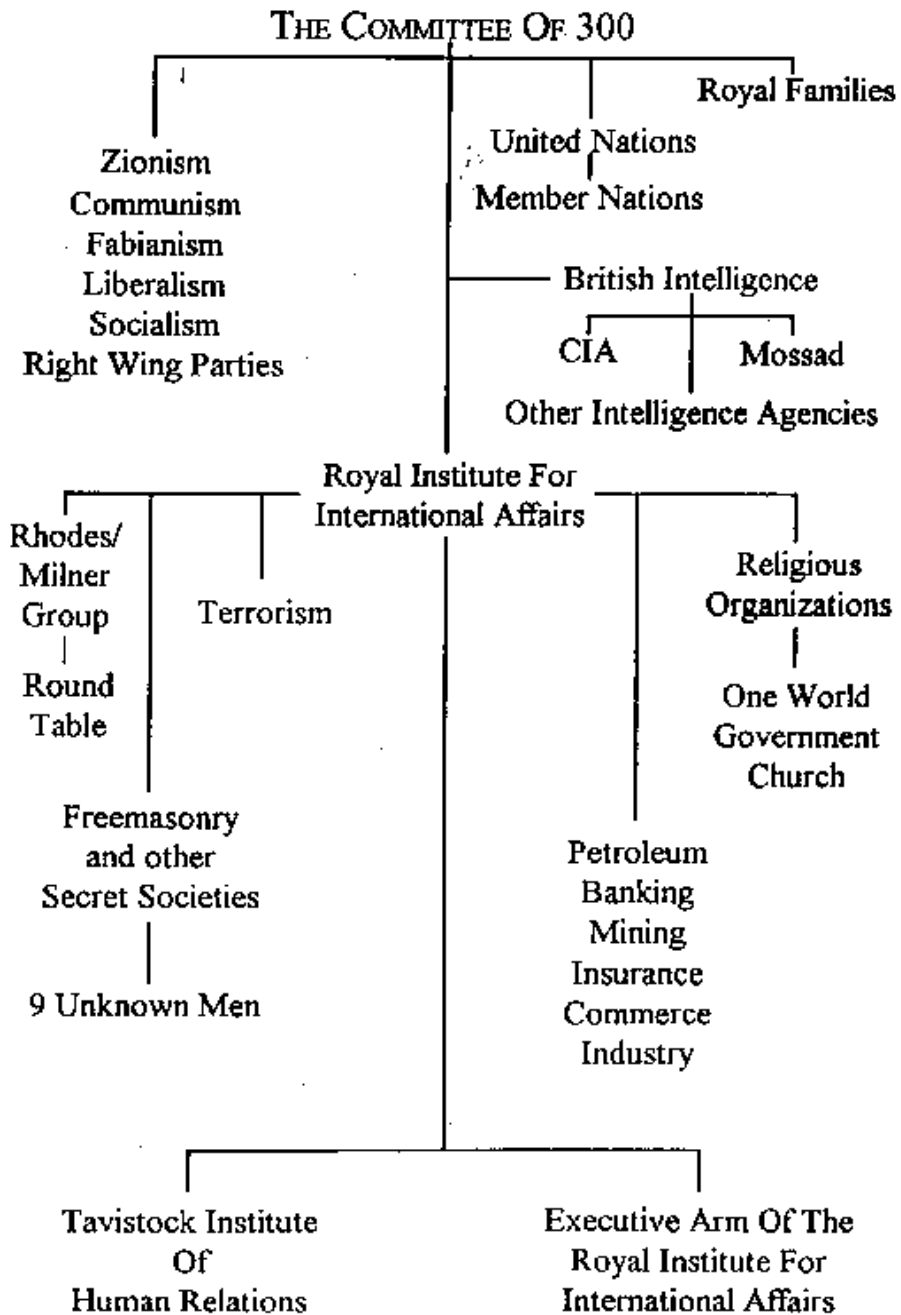 THE COMMITTEE OF 300
Royal Families
United Nations
Member Nations
Zionism
Communism
Fabianism
Liberalism
Socialism
Right Wing Parties
British Intelligence
CIA
Mossad
Other Intelligence Agencies
Royal Institute For
International Affairs
Rhodes/
Milner
Group
Round
Table
Terrorism
Religious
Organizations
One World
Government
Church
Freemasonry
and other
Secret Societies
9 Unknown Men
Petroleum
Banking
Mining
Insurance
Commerce
Industry
Tavistock Institute
Of
Human Relations
Executive Arm Of The
Royal Institute For
International Affairs